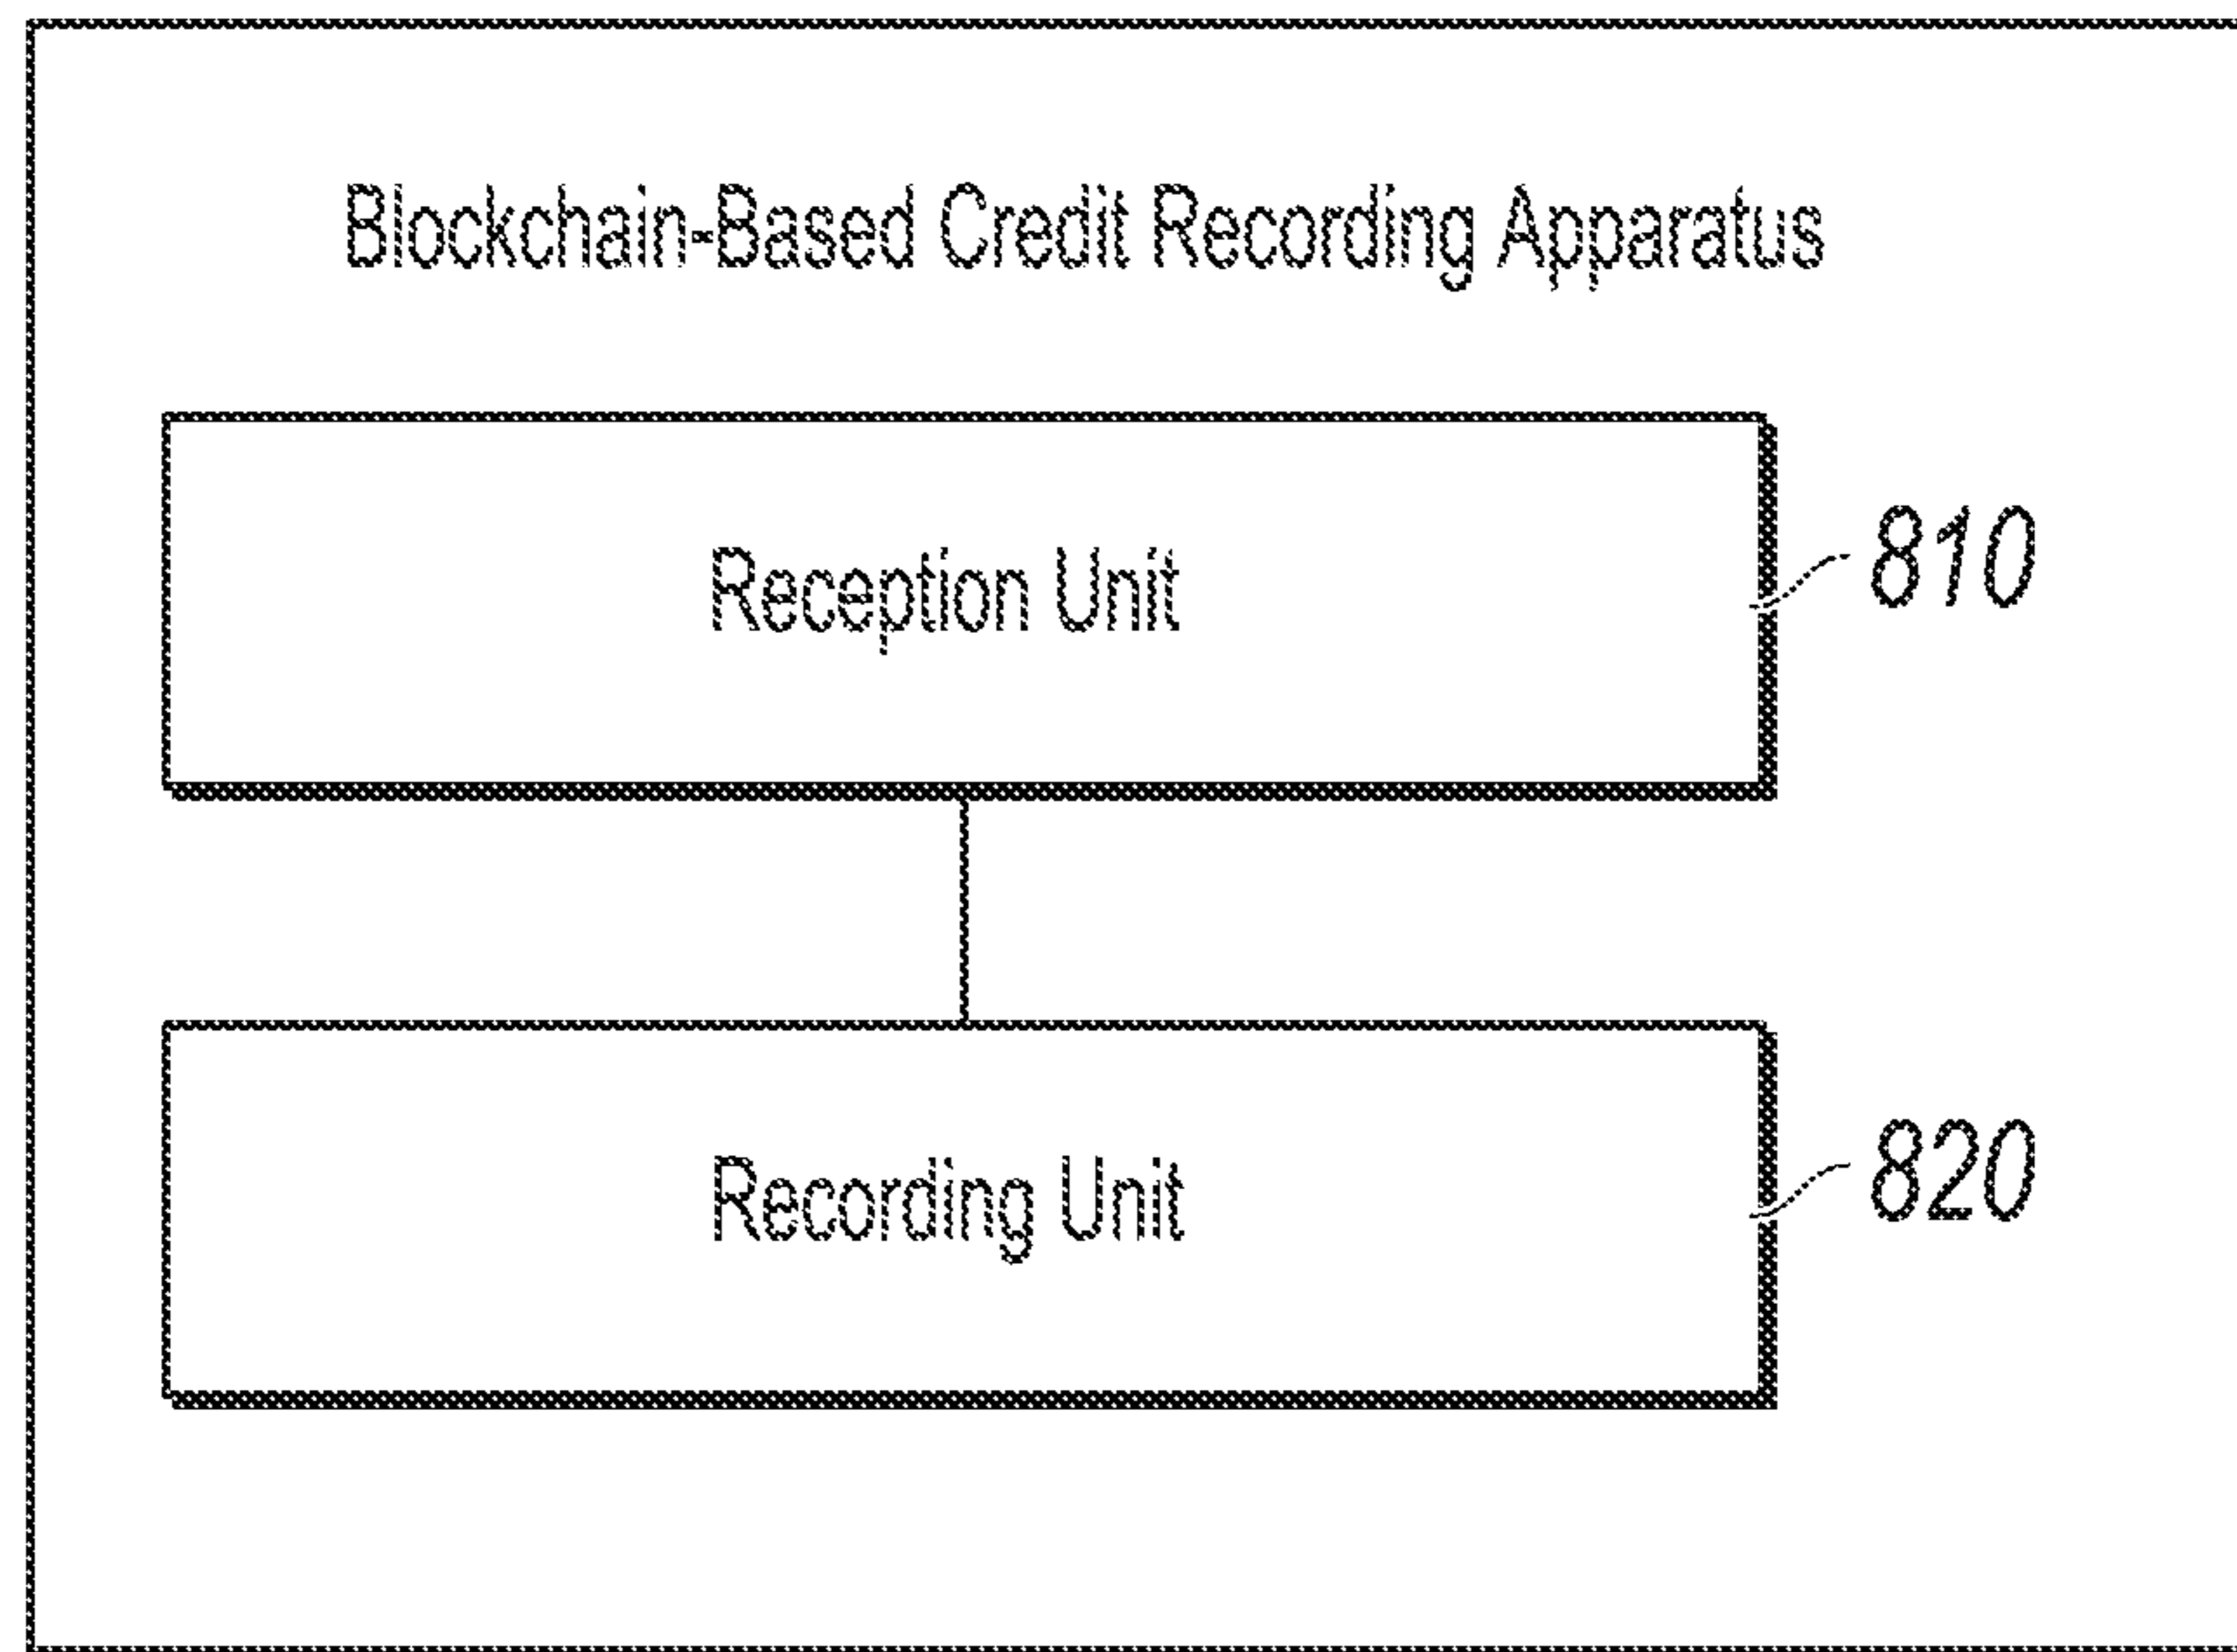 Blockchain-Based Credit Recording Apparatus
Reception Unit
810
Recording Unit
820